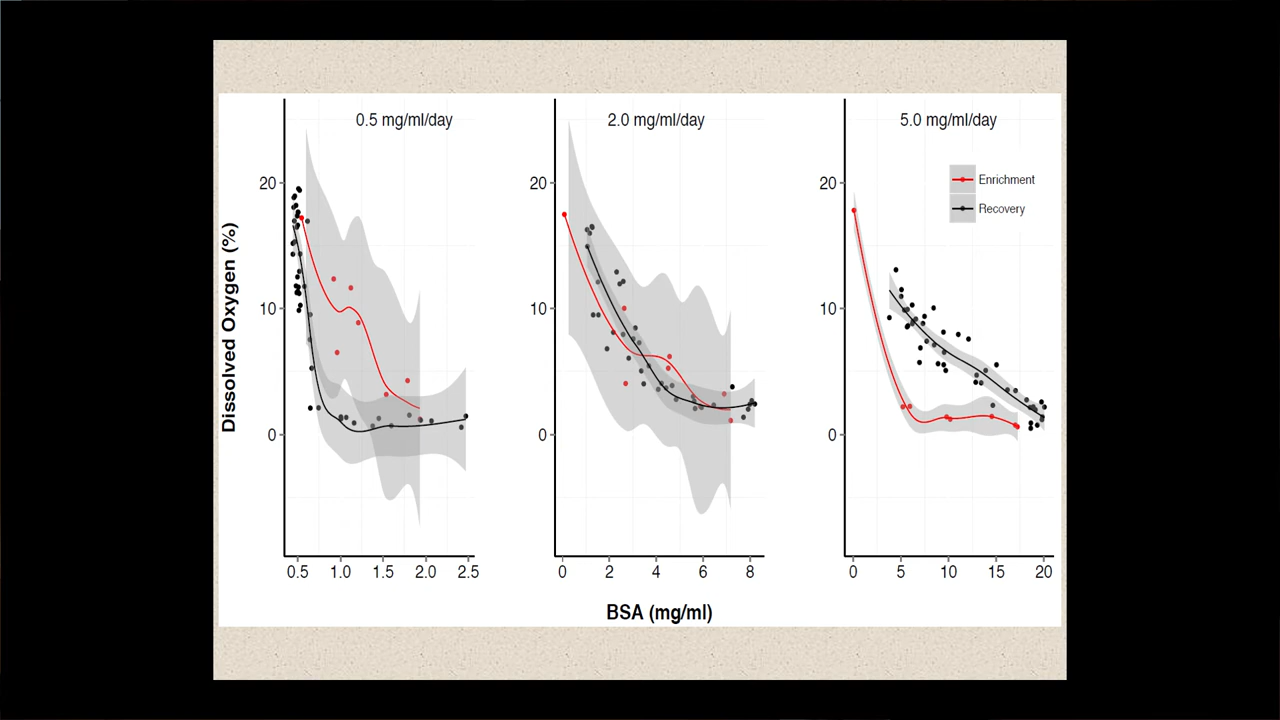 0.5 mg/ml/day
2.0 mg/ml/day
5.0 mg/ml/day
Enrichment
Recovery
Dissolved Oxygen (%)
20
10
0
20
10
0
20
10
0
0.5 1.0 1.5 2.0 2.5
0 2 4 6 8
0 5 10 15 20
BSA (mg/ml)